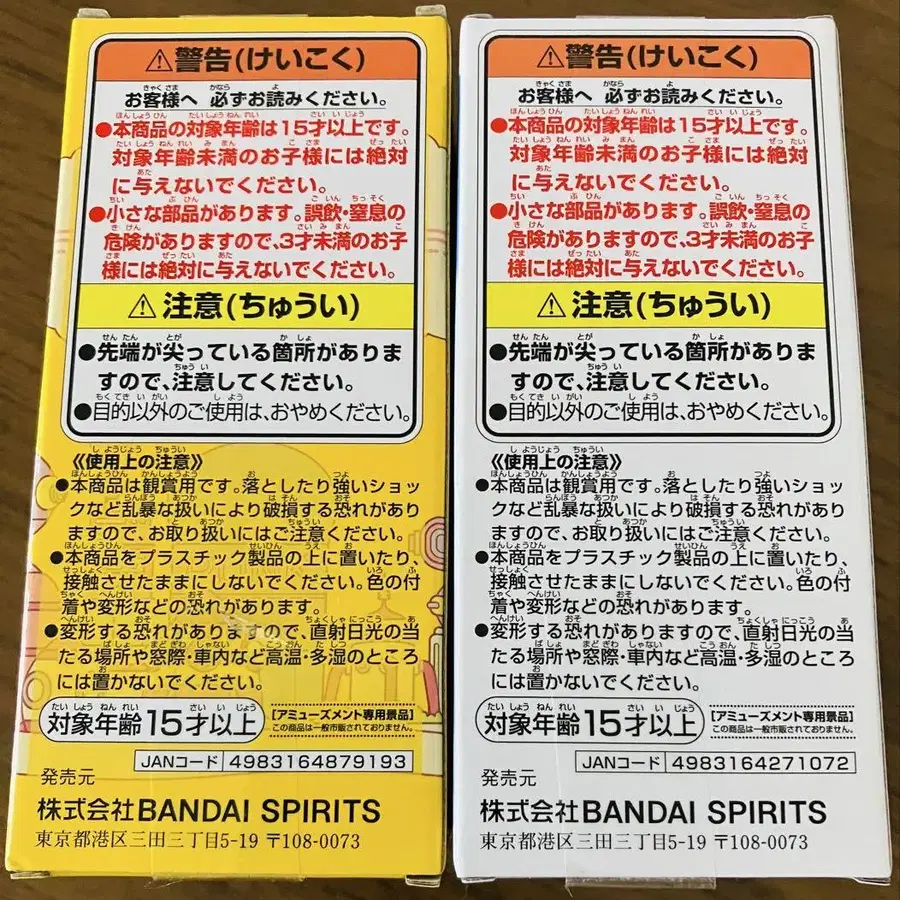 ⚠警告(けいこく)
お客様へ 必ずお読みください。
●本商品の対象年齢は15才以上です。
対象年齢未満のお子様には絶対
に与えないでください。
●小さな部品があります。誤飲・窒息の
危険がありますので、3才未満のお子
様には絶対に与えないでください。
⚠注意(ちゅうい)
●先端が尖っている箇所がありま
すので、注意してください。
●目的以外のご使用は、おやめください。
《使用上の注意》
●本商品は観賞用です。落としたり強いショッ
クなど乱暴な扱いにより破損する恐れがあり
ますので、お取り扱いにはご注意ください。
●本商品をプラスチック製品の上に置いたり、
接触させたままにしないでください。色の付
着や変形などの恐れがあります。
●変形する恐れがありますので、直射日光の当
たる場所や窓際・車内など高温・多湿のところ
には置かないでください。
対象年齢15才以上
【アミューズメント専用景品】
この商品は一般市販されておりません。
JANコード 4983164879193
発売元
株式会社BANDAI SPIRITS
東京都港区三田三丁目5-19 〒108-0073
⚠警告(けいこく)
お客様へ 必ずお読みください。
●本商品の対象年齢は15才以上です。
対象年齢未満のお子様には絶対
に与えないでください。
●小さな部品があります。誤飲・窒息の
危険がありますので、3才未満のお子
様には絶対に与えないでください。
⚠注意(ちゅうい)
●先端が尖っている箇所がありま
すので、注意してください。
●目的以外のご使用は、おやめください。
《使用上の注意》
●本商品は観賞用です。落としたり強いショッ
クなど乱暴な扱いにより破損する恐れがあり
ますので、お取り扱いにはご注意ください。
●本商品をプラスチック製品の上に置いたり、
接触させたままにしないでください。色の付
着や変形などの恐れがあります。
●変形する恐れがありますので、直射日光の当
たる場所や窓際・車内など高温・多湿のところ
には置かないでください。
対象年齢15才以上
【アミューズメント専用景品】
この商品は一般市販されておりません。
JANコード 4983164271072
発売元
株式会社BANDAI SPIRITS
東京都港区三田三丁目5-19 〒108-0073